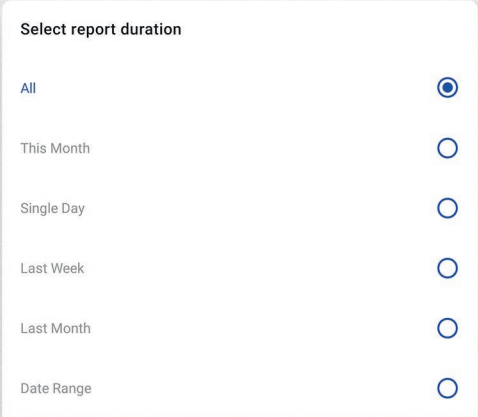 Select report duration
All
This Month
Single Day
Last Week
Last Month
Date Range